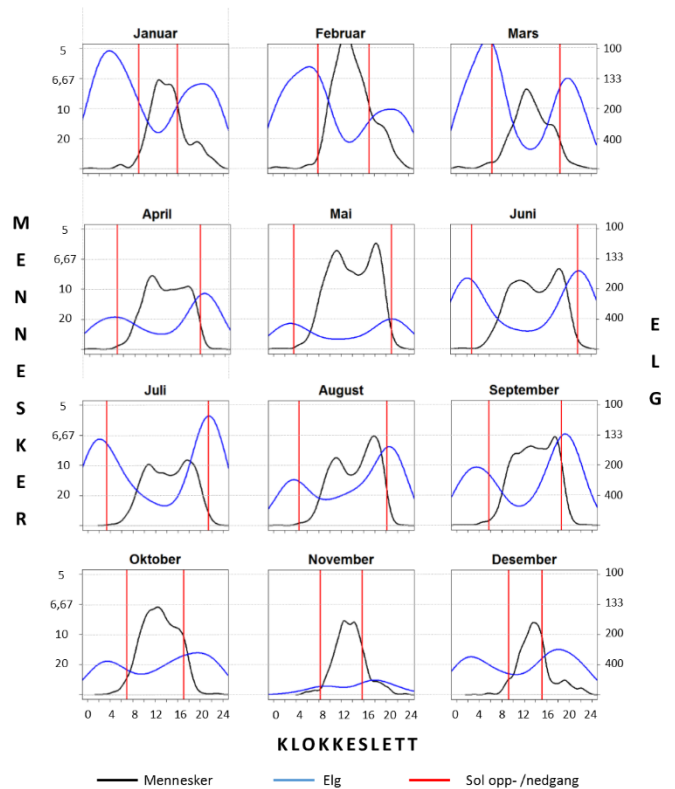 Januar Februar Mars
5 100
6,67 133
10 200
20 400
April Mai Juni
5 100
6,67 133
10 200
20 400
MENNESKER
ELG
Juli August September
5 100
6,67 133
10 200
20 400
Oktober November Desember
5 100
6,67 133
10 200
20 400
0 4 8 12 16 20 24 0 4 8 12 16 20 24 0 4 8 12 16 20 24
KLOKKESLETT
Mennesker Elg Sol opp- /nedgang